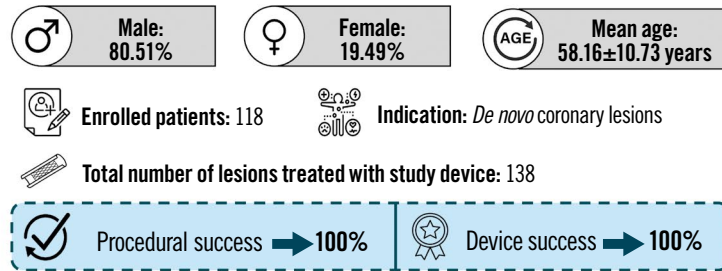 Male:
80.51%
Female:
19.49%
AGE
Mean age:
58.16±10.73 years
Enrolled patients: 118
Indication: De novo coronary lesions
Total number of lesions treated with study device: 138
Procedural success 100%
Device success 100%